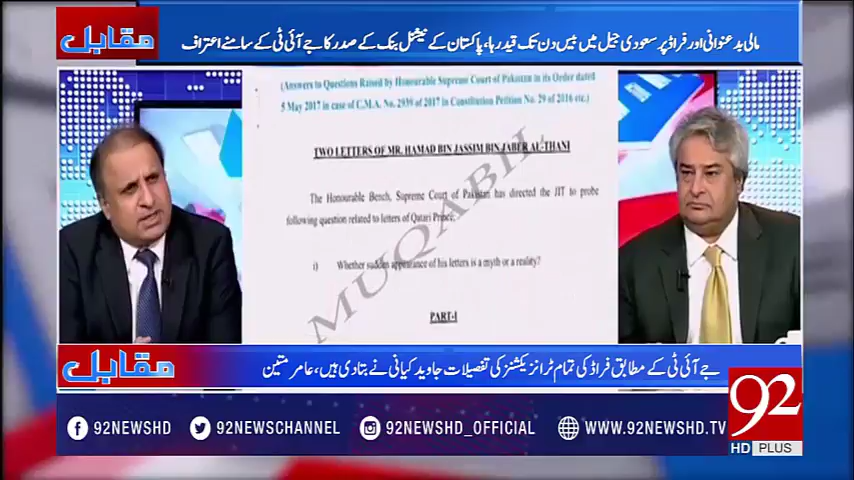 مقابل
مالی بدعنوانی اور فراڈ پر سعودی جیل میں بیس دن تک قید رہا، پاکستان کے نیشنل بنک کے صدر کا جے آئی ٹی کے سامنے اعتراف
(Answers to Questions Raised by Honourable Supreme Court of Pakistan in its Order dated
5 May 2017 in case of C.M.A. No. 2939 of 2017 in Constitution Petition No. 29 of 2016 etc.)
TWO LETTERS OF MR. HAMAD BIN JASSIM BIN JABER AL-THANI
The Honourable Bench, Supreme Court of Pakistan has directed the JIT to probe
following question related to letters of Qatari Prince;
i) Whether sudden appearance of his letters is a myth or a reality?
PART-I
MUQABIL
مقابل
جے آئی ٹی کے مطابق فراڈ کی تمام ٹرانزیکشنز کی تفصیلات جاوید کیانی نے بتا دی ہیں، عامر متین
92NEWSHD
92NEWSCHANNEL
92NEWSHD_OFFICIAL
WWW.92NEWSHD.TV
92
HD PLUS